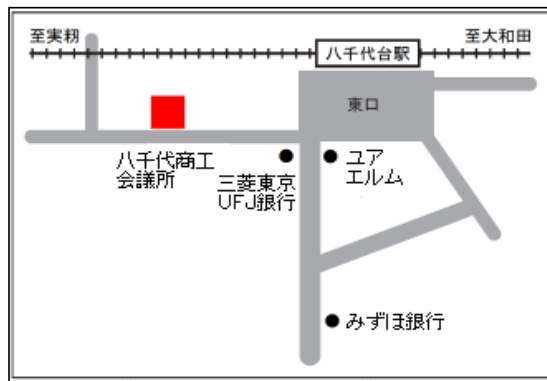 至実籾
至大和田
八千代台駅
東口
八千代商工
会議所
三菱東京
UFJ銀行
ユア
エルム
みずほ銀行